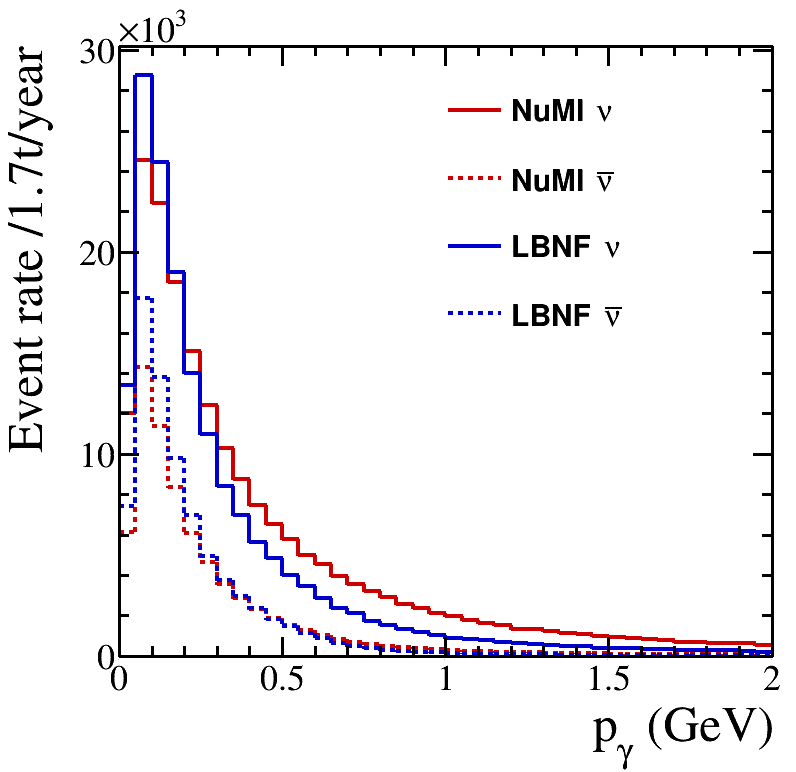 ×10³
30
20
10
0
Event rate /1.7t/year
NuMI ν
NuMI ν̅
LBNF ν
LBNF ν̅
0 0.5 1 1.5 2
pᵧ (GeV)